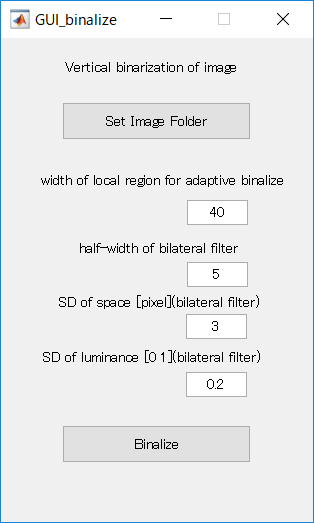 GUI_binalize
Vertical binarization of image
Set Image Folder
width of local region for adaptive binalize
40
half-width of bilateral filter
5
SD of space [pixel](bilateral filter)
3
SD of luminance [0 1](bilateral filter)
0.2
Binalize